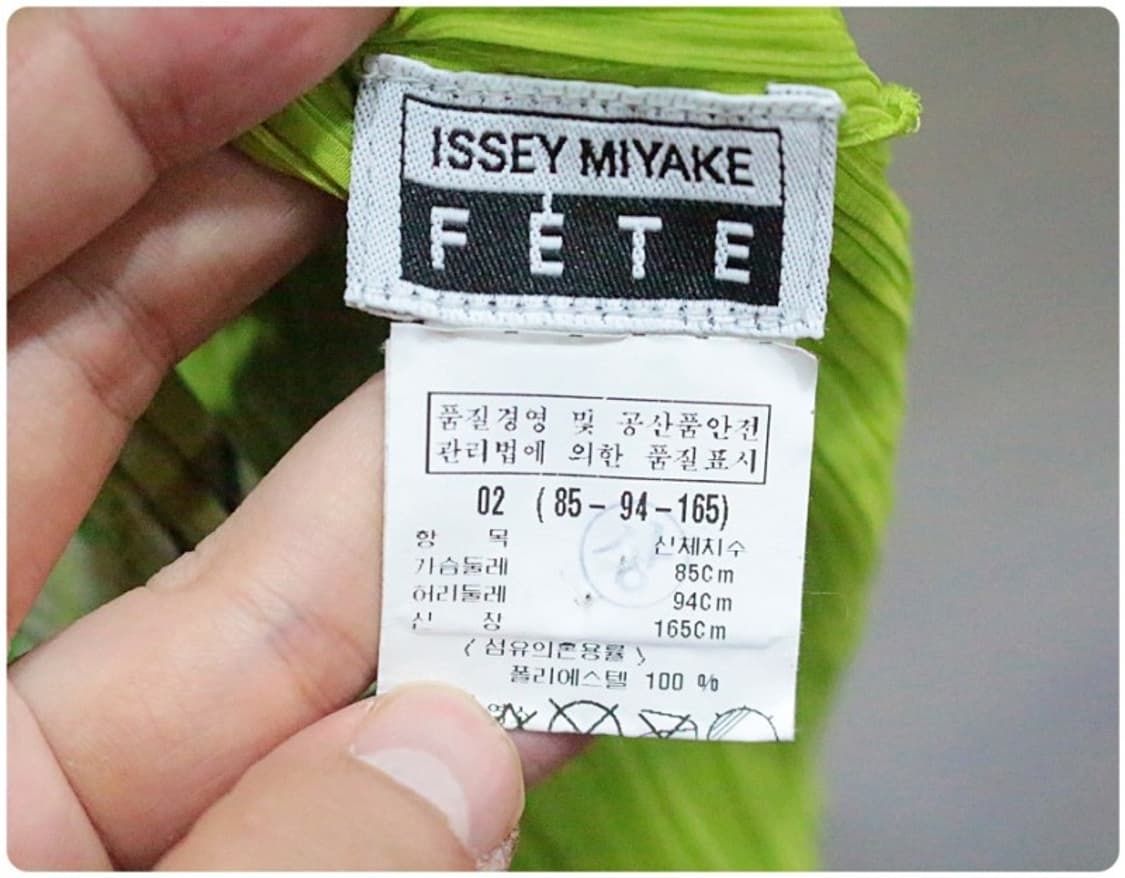 ISSEY MIYAKE
FÊTE
품질경영 및 공산품안전
관리법에 의한 품질표시
02 (85-94-165)
항 목 신체치수
가슴둘레 85Cm
허리둘레 94Cm
신 장 165Cm
〈섬유의혼용률〉
폴리에스텔 100 %